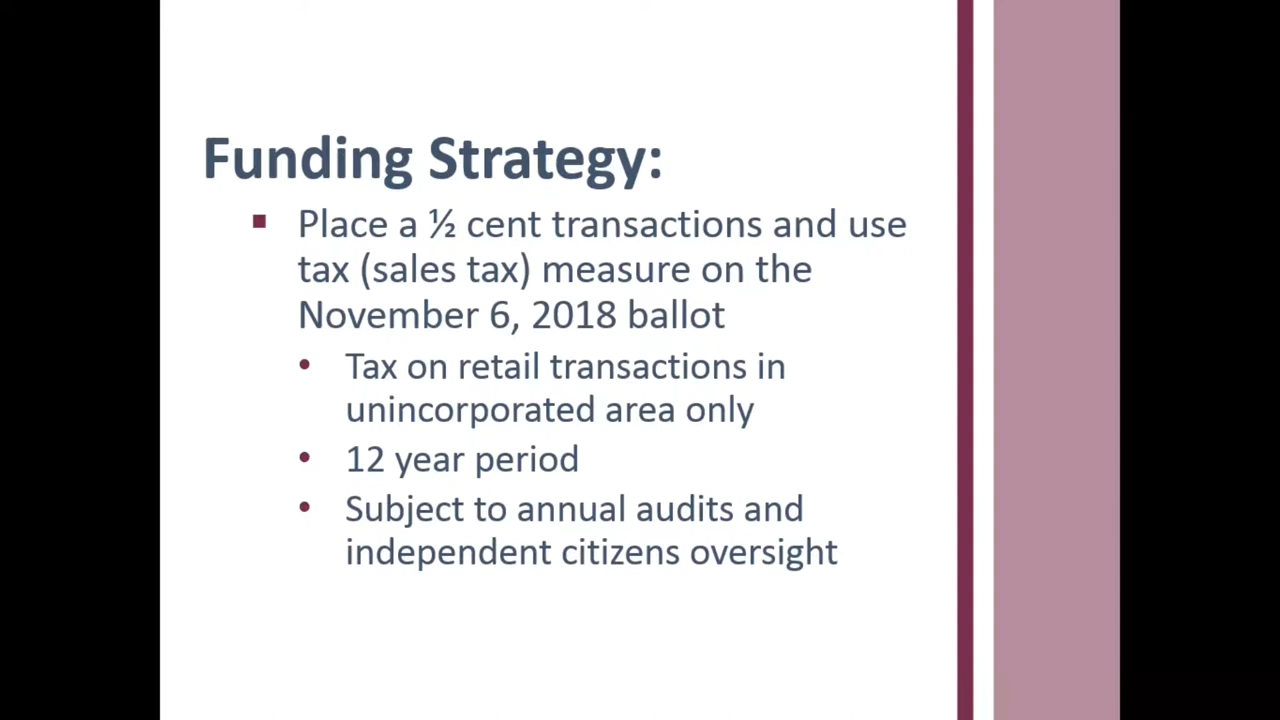 Funding Strategy:
▪ Place a ½ cent transactions and use
tax (sales tax) measure on the
November 6, 2018 ballot
• Tax on retail transactions in
unincorporated area only
• 12 year period
• Subject to annual audits and
independent citizens oversight